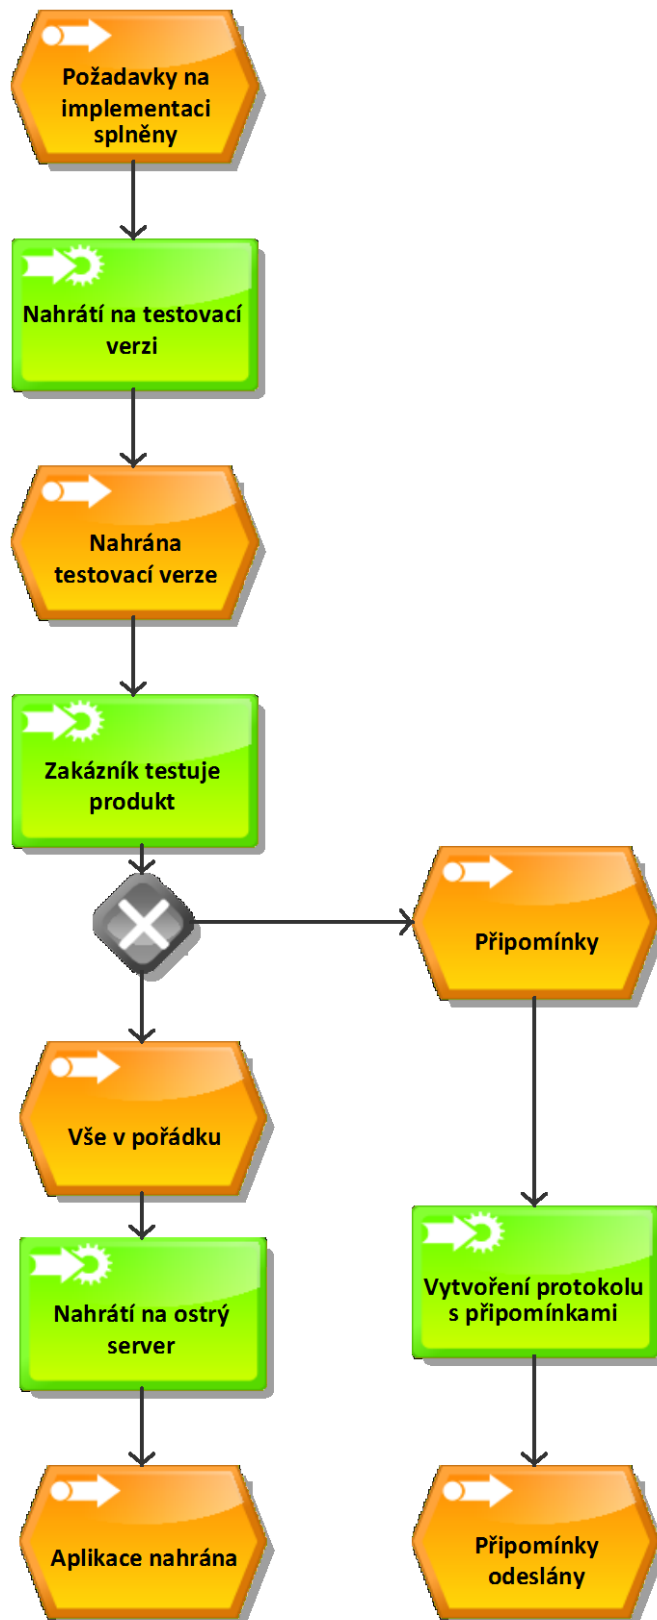 Požadavky na
implementaci
splněny
Nahrátí na testovací
verzi
Nahrána
testovací verze
Zakázník testuje
produkt
Připomínky
Vše v pořádku
Vytvoření protokolu
s připomínkami
Nahrátí na ostrý
server
Aplikace nahrána
Připomínky
odeslány